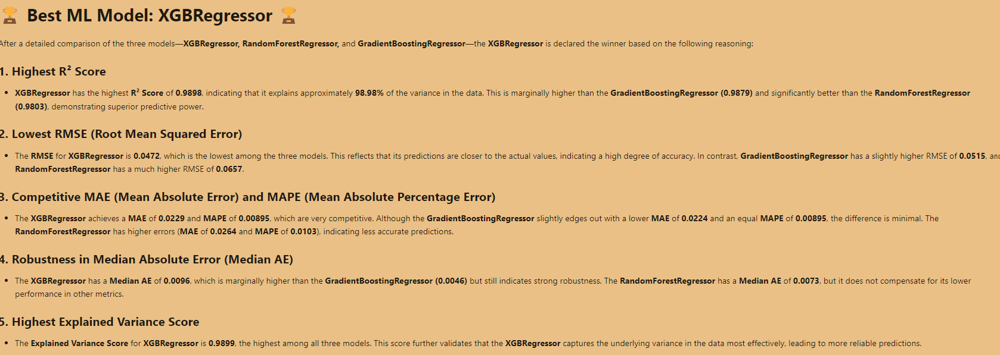 🏆 Best ML Model: XGBRegressor 🏆
After a detailed comparison of the three models—XGBRegressor, RandomForestRegressor, and GradientBoostingRegressor—the XGBRegressor is declared the winner based on the following reasoning:
1. Highest R² Score
• XGBRegressor has the highest R² Score of 0.9898, indicating that it explains approximately 98.98% of the variance in the data. This is marginally higher than the GradientBoostingRegressor (0.9879) and significantly better than the RandomForestRegressor
(0.9803), demonstrating superior predictive power.
2. Lowest RMSE (Root Mean Squared Error)
• The RMSE for XGBRegressor is 0.0472, which is the lowest among the three models. This reflects that its predictions are closer to the actual values, indicating a high degree of accuracy. In contrast, GradientBoostingRegressor has a slightly higher RMSE of 0.0515, and
RandomForestRegressor has a much higher RMSE of 0.0657.
3. Competitive MAE (Mean Absolute Error) and MAPE (Mean Absolute Percentage Error)
• The XGBRegressor achieves a MAE of 0.0229 and MAPE of 0.00895, which are very competitive. Although the GradientBoostingRegressor slightly edges out with a lower MAE of 0.0224 and an equal MAPE of 0.00895, the difference is minimal. The
RandomForestRegressor has higher errors (MAE of 0.0264 and MAPE of 0.0103), indicating less accurate predictions.
4. Robustness in Median Absolute Error (Median AE)
• The XGBRegressor has a Median AE of 0.0096, which is marginally higher than the GradientBoostingRegressor (0.0046) but still indicates strong robustness. The RandomForestRegressor has a Median AE of 0.0073, but it does not compensate for its lower
performance in other metrics.
5. Highest Explained Variance Score
• The Explained Variance Score for XGBRegressor is 0.9899, the highest among all three models. This score further validates that the XGBRegressor captures the underlying variance in the data most effectively, leading to more reliable predictions.